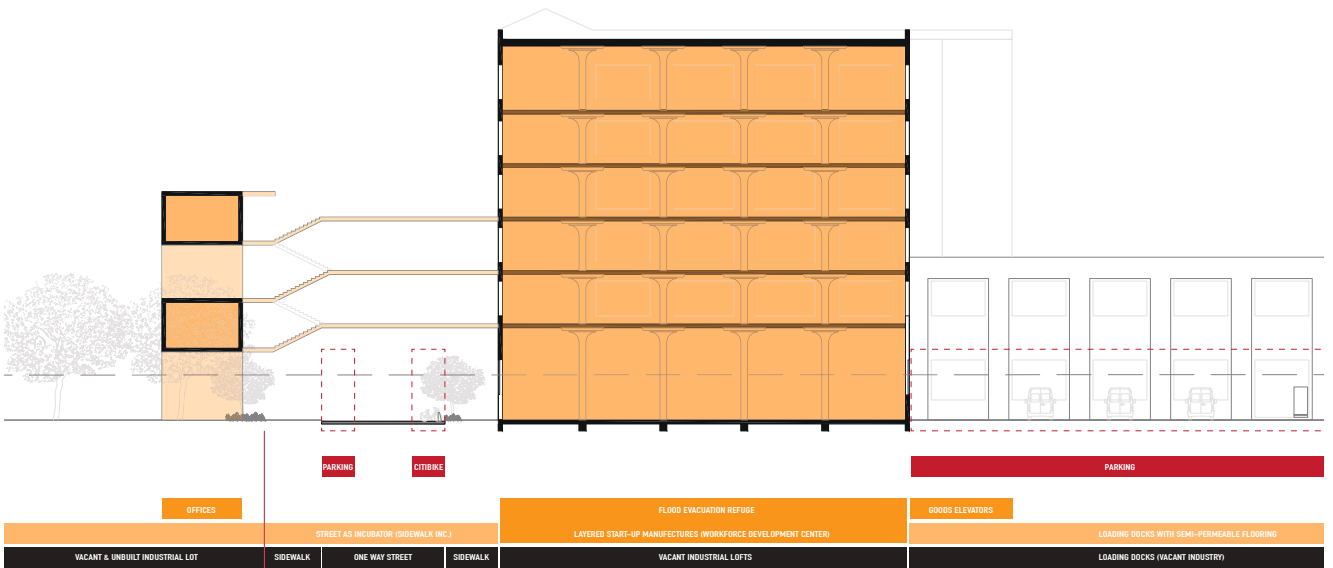 PARKING
CITIBIKE
PARKING
OFFICES
FLOOD EVACUATION REFUGE
GOODS ELEVATORS
STREET AS INCUBATOR (SIDEWALK INC.)
LAYERED START-UP MANUFECTURES (WORKFORCE DEVELOPMENT CENTER)
LOADING DOCKS WITH SEMI-PERMEABLE FLOORING
VACANT & UNBUILT INDUSTRIAL LOT
SIDEWALK
ONE WAY STREET
SIDEWALK
VACANT INDUSTRIAL LOFTS
LOADING DOCKS (VACANT INDUSTRY)